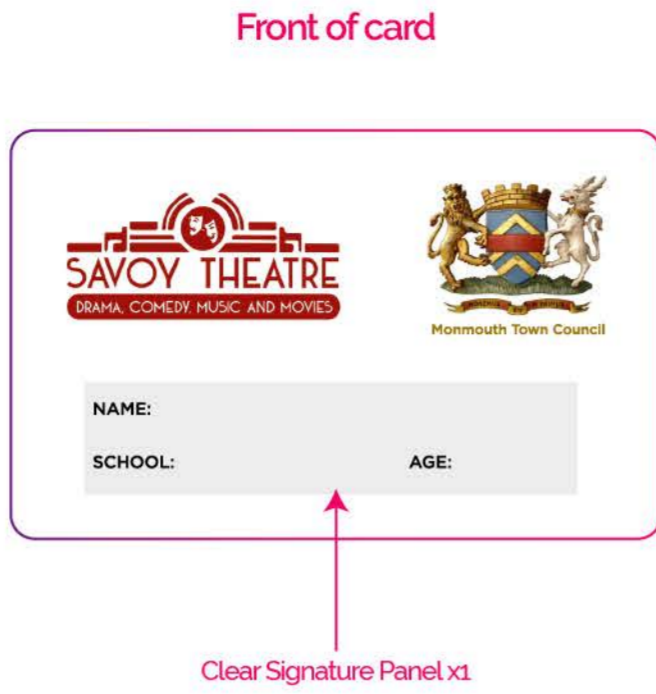 Front of card
SAVOY THEATRE
DRAMA, COMEDY, MUSIC AND MOVIES
Monmouth Town Council
NAME:
SCHOOL: AGE:
Clear Signature Panel x1